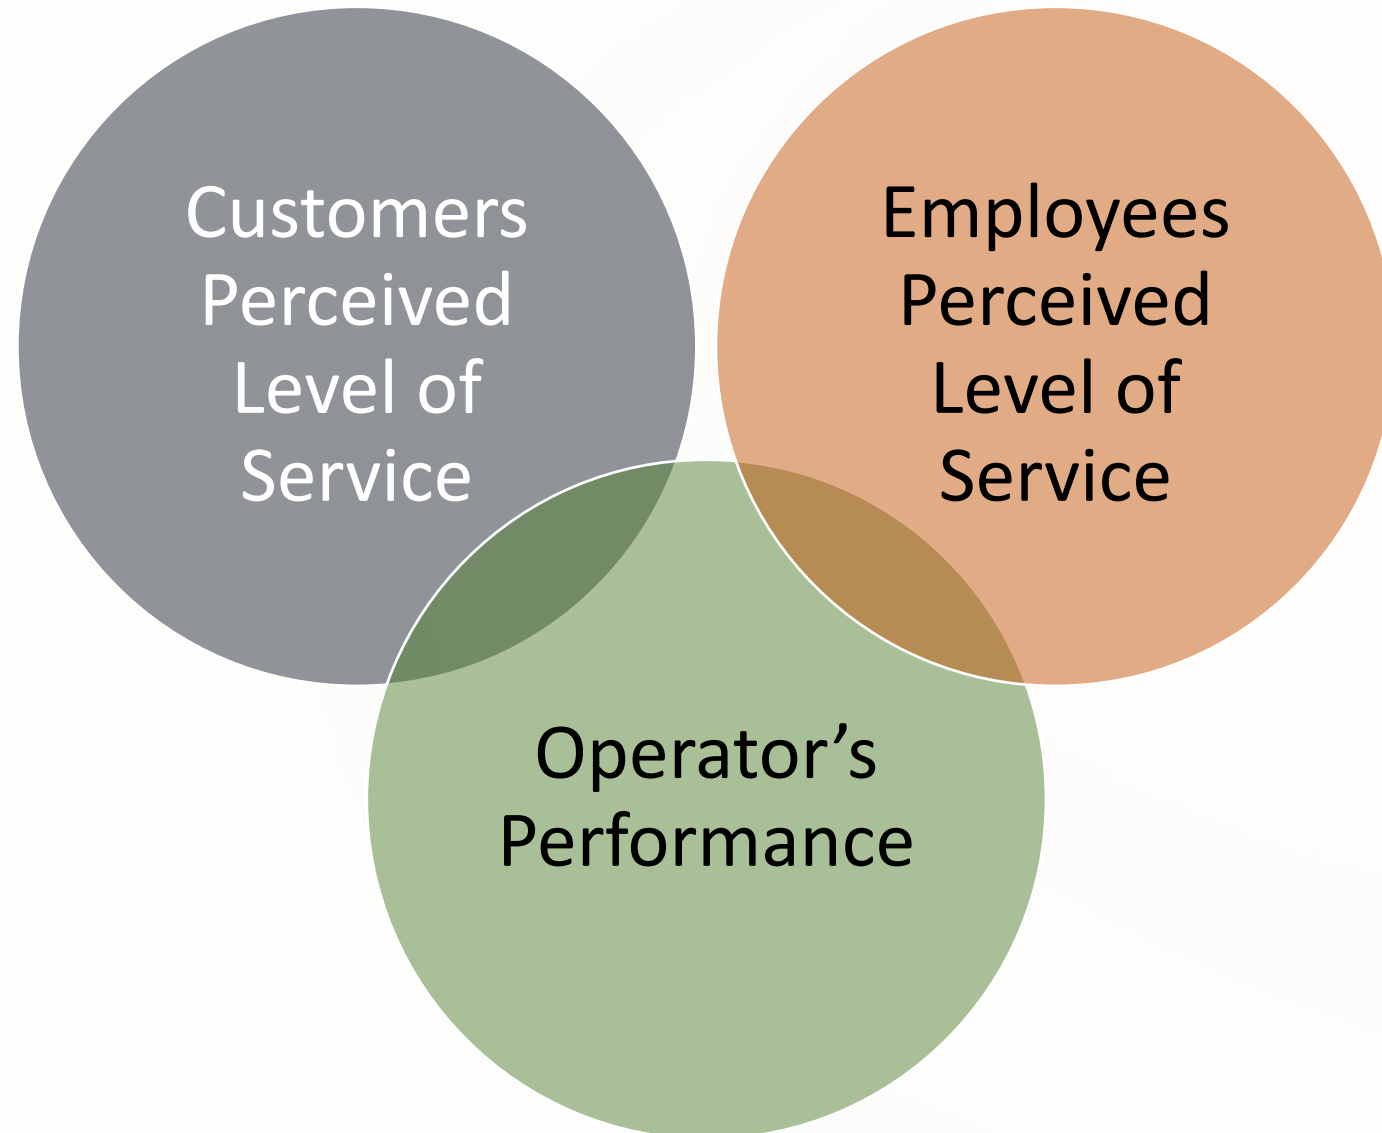 Customers
Perceived
Level of
Service
Employees
Perceived
Level of
Service
Operator’s
Performance